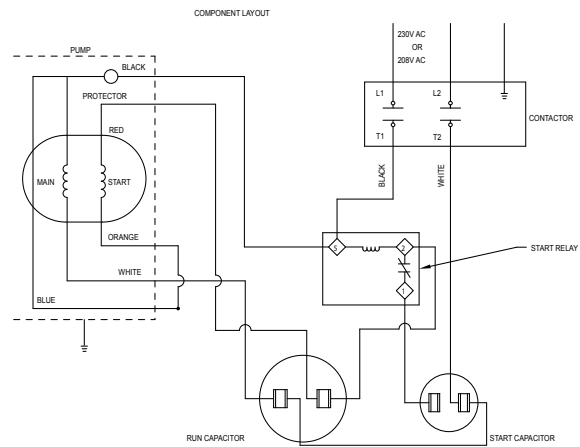 COMPONENT LAYOUT
230V AC
OR
208V AC
PUMP
BLACK
PROTECTOR
L1
L2
CONTACTOR
RED
T1
T2
MAIN
START
BLACK
WHITE
ORANGE
5
2
START RELAY
WHITE
1
BLUE
RUN CAPACITOR
START CAPACITOR